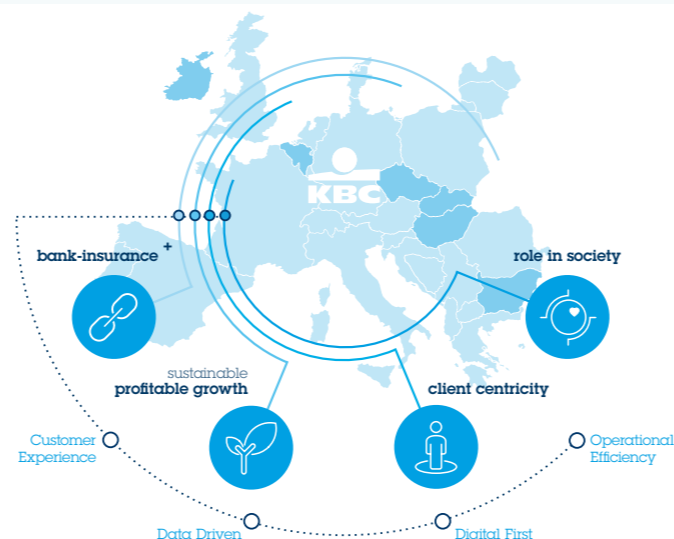 KBC
bank-insurance +
role in society
sustainable
profitable growth
client centricity
Customer
Experience
Operational
Efficiency
Data Driven
Digital First